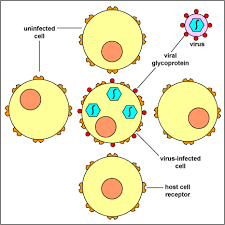 uninfected
cell
virus
viral
glycoprotein
virus-infected
cell
host cell
receptor